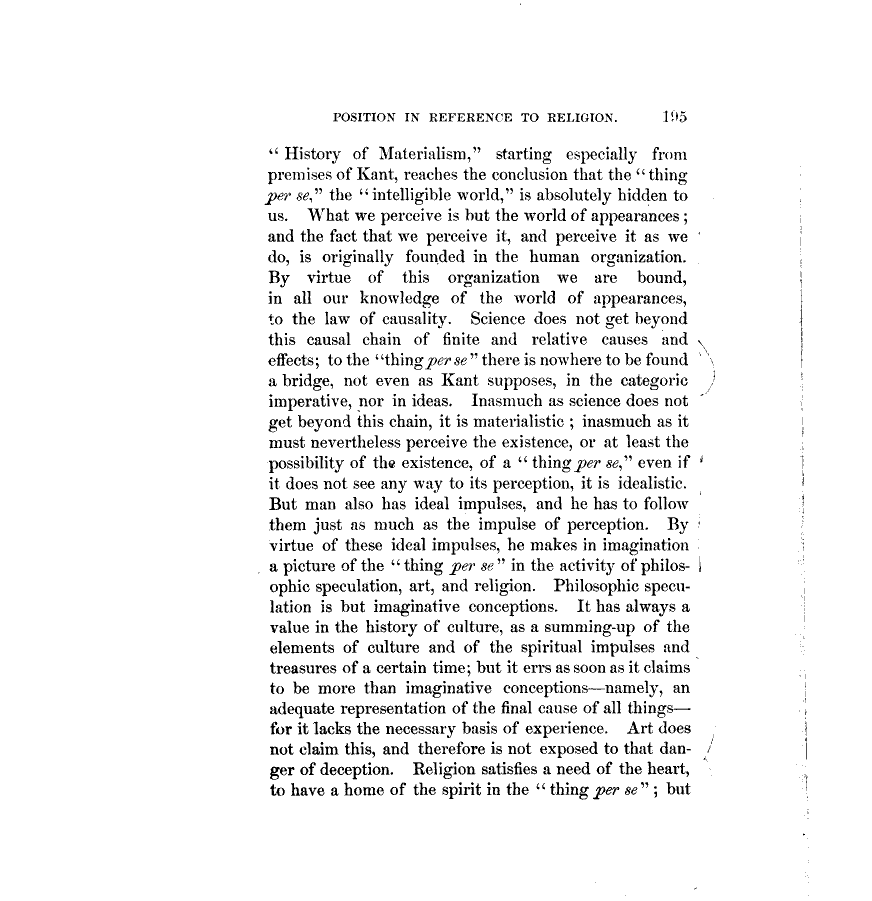 POSITION IN REFERENCE TO RELIGION. 195
“ History of Materialism,” starting especially from
premises of Kant, reaches the conclusion that the “thing
per se,” the “intelligible world,” is absolutely hidden to
us. What we perceive is but the world of appearances ;
and the fact that we perceive it, and perceive it as we
do, is originally founded in the human organization.
By virtue of this organization we are bound,
in all our knowledge of the world of appearances,
to the law of causality. Science does not get beyond
this causal chain of finite and relative causes and
effects; to the “thing per se” there is nowhere to be found
a bridge, not even as Kant supposes, in the categoric
imperative, nor in ideas. Inasmuch as science does not
get beyond this chain, it is materialistic ; inasmuch as it
must nevertheless perceive the existence, or at least the
possibility of the existence, of a “ thing per se,” even if
it does not see any way to its perception, it is idealistic.
But man also has ideal impulses, and he has to follow
them just as much as the impulse of perception. By
virtue of these ideal impulses, he makes in imagination
a picture of the “thing per se” in the activity of philos-
ophic speculation, art, and religion. Philosophic specu-
lation is but imaginative conceptions. It has always a
value in the history of culture, as a summing-up of the
elements of culture and of the spiritual impulses and
treasures of a certain time; but it errs as soon as it claims
to be more than imaginative conceptions—namely, an
adequate representation of the final cause of all things—
for it lacks the necessary basis of experience. Art does
not claim this, and therefore is not exposed to that dan-
ger of deception. Religion satisfies a need of the heart,
to have a home of the spirit in the “ thing per se” ; but